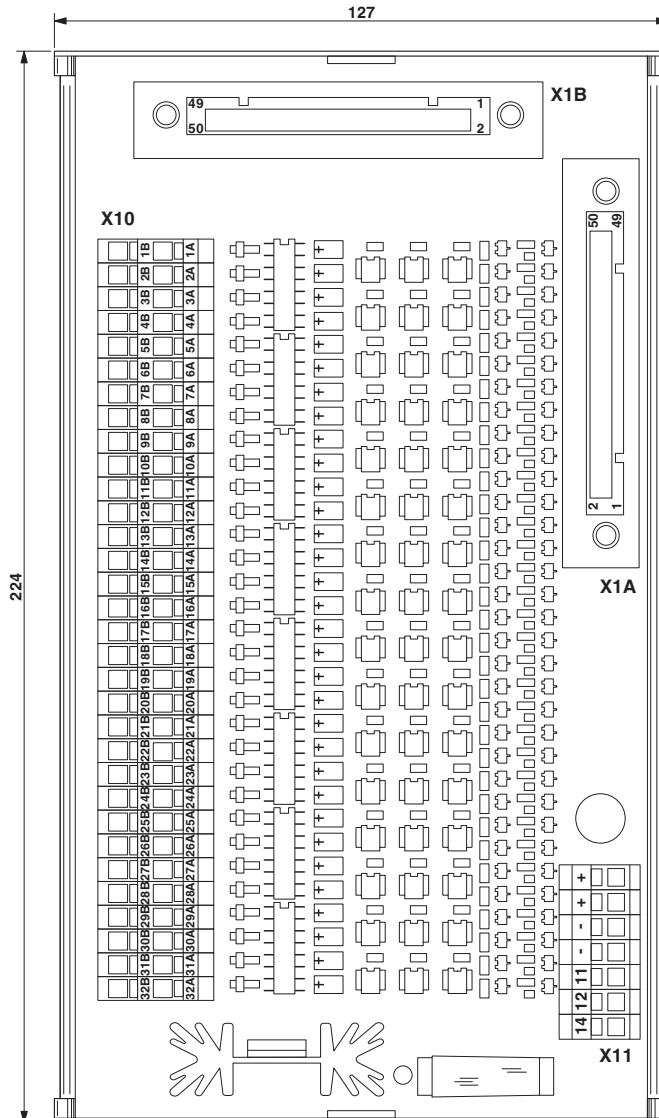 127
224
X1B
49 1
50 2
X10
50 49
2 1
X1A
1B 1A
2B 2A
3B 3A
4B 4A
5B 5A
6B 6A
7B 7A
8B 8A
9B 9A
10B 10A
11B 11A
12B 12A
13B 13A
14B 14A
15B 15A
16B 16A
17B 17A
18B 18A
19B 19A
20B 20A
21B 21A
22B 22A
23B 23A
24B 24A
25B 25A
26B 26A
27B 27A
28B 28A
29B 29A
30B 30A
31B 31A
32B 32A
+
+
-
-
11
12
14
X11